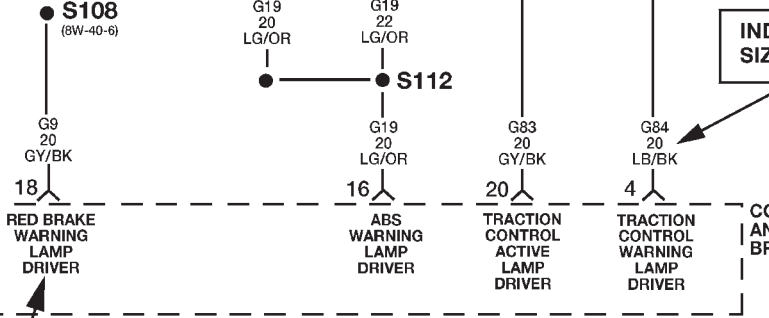 S108
(8W-40-6)
G19
20
LG/OR
G19
22
LG/OR
S112
IND
SIZ
G9
20
GY/BK
G19
20
LG/OR
G83
20
GY/BK
G84
20
LB/BK
18
16
20
4
RED BRAKE
WARNING
LAMP
DRIVER
ABS
WARNING
LAMP
DRIVER
TRACTION
CONTROL
ACTIVE
LAMP
DRIVER
TRACTION
CONTROL
WARNING
LAMP
DRIVER
CO
AN
BR